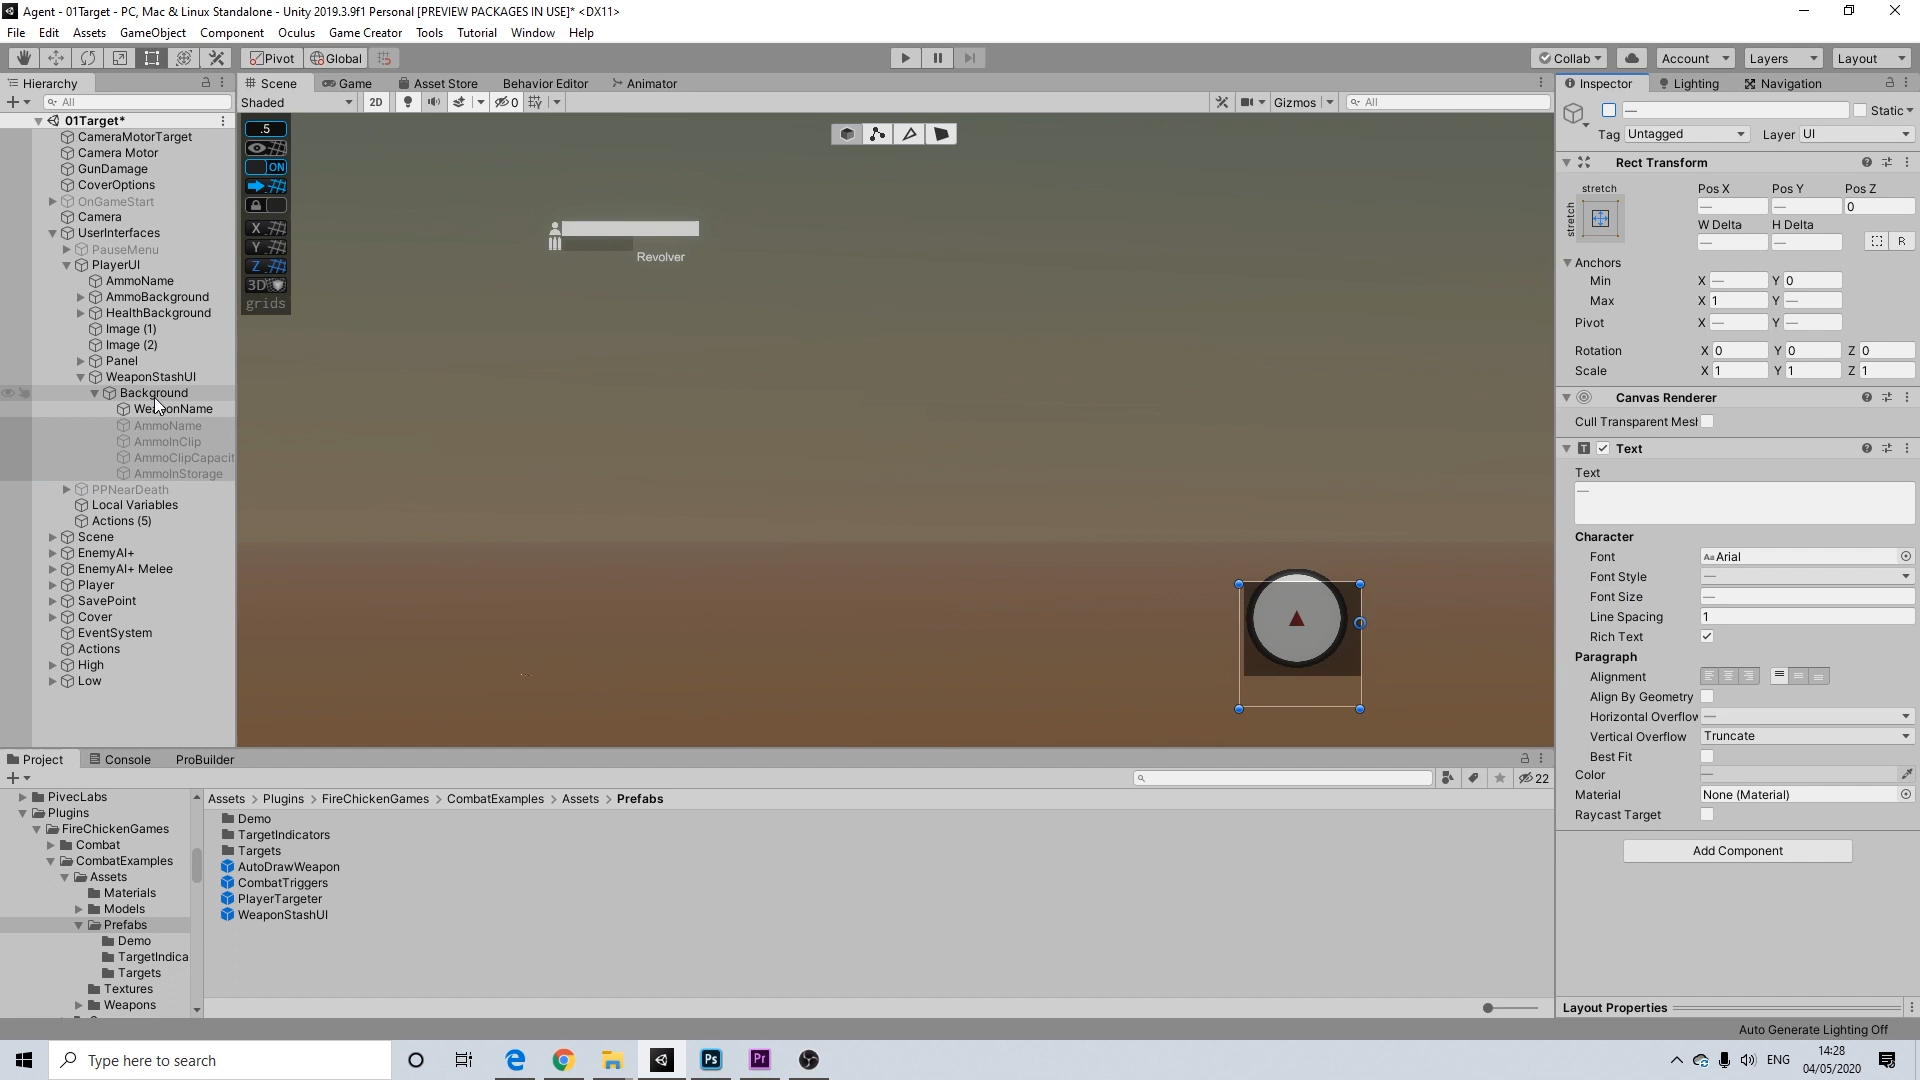 Agent - 01Target - PC, Mac & Linux Standalone - Unity 2019.3.9f1 Personal [PREVIEW PACKAGES IN USE]* <DX11>
File Edit Assets GameObject Component Oculus Game Creator Tools Tutorial Window Help
Pivot Global Collab Account Layers Layout
Hierarchy
All
01Target*
CameraMotorTarget
Camera Motor
GunDamage
CoverOptions
OnGameStart
Camera
UserInterfaces
PauseMenu
PlayerUI
AmmoName
AmmoBackground
HealthBackground
Image (1)
Image (2)
Panel
WeaponStashUI
Background
WeaponName
AmmoName
AmmoInClip
AmmoClipCapacit
AmmoInStorage
PPNearDeath
Local Variables
Actions (5)
Scene
EnemyAI+
EnemyAI+ Melee
Player
SavePoint
Cover
EventSystem
Actions
High
Low
Scene Game Asset Store Behavior Editor Animator
Shaded 2D 0 Gizmos All
.5
ON
X
Y
Z
3D
grids
Revolver
Inspector Lighting Navigation
— Static
Tag Untagged Layer UI
Rect Transform
stretch Pos X Pos Y Pos Z
stretch — — 0
W Delta H Delta
— — R
Anchors
Min X — Y 0
Max X 1 Y —
Pivot X — Y —
Rotation X 0 Y 0 Z 0
Scale X 1 Y 1 Z 1
Canvas Renderer
Cull Transparent Mesh
Text
Text
—
Character
Font Aa Arial
Font Style —
Font Size —
Line Spacing 1
Rich Text
Paragraph
Alignment
Align By Geometry
Horizontal Overflow —
Vertical Overflow Truncate
Best Fit
Color —
Material None (Material)
Raycast Target
Add Component
Layout Properties
Project Console ProBuilder
22
PivecLabs
Plugins
FireChickenGames
Combat
CombatExamples
Assets
Materials
Models
Prefabs
Demo
TargetIndica
Targets
Textures
Weapons
Assets > Plugins > FireChickenGames > CombatExamples > Assets > Prefabs
Demo
TargetIndicators
Targets
AutoDrawWeapon
CombatTriggers
PlayerTargeter
WeaponStashUI
Auto Generate Lighting Off
Type here to search
Ps
Pr
ENG
14:28
04/05/2020